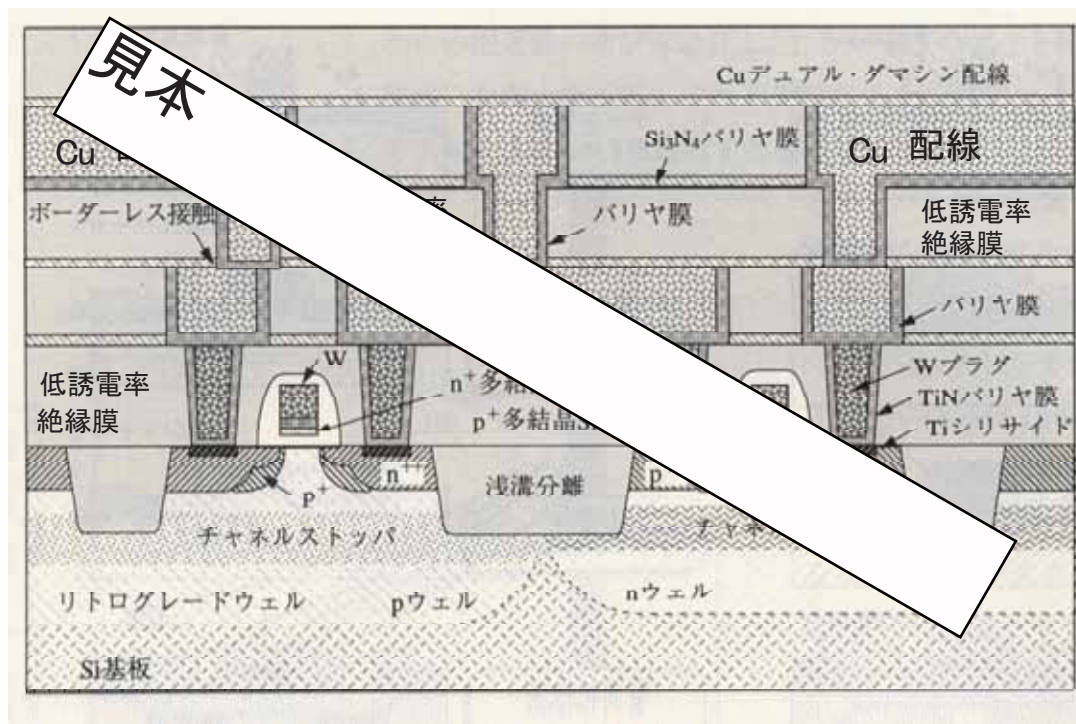 見本
Cuデュアル・ダマシン配線
Si₃N₄バリヤ膜
Cu
Cu 配線
ボーダーレス接触
バリヤ膜
低誘電率
絶縁膜
バリヤ膜
W
Wプラグ
低誘電率
絶縁膜
n⁺多結
p⁺多結晶S
TiNバリヤ膜
Tiシリサイド
p⁺
n⁺
浅溝分離
p
チャネルストッパ
チャネ
リトログレードウェル
pウェル
nウェル
Si基板